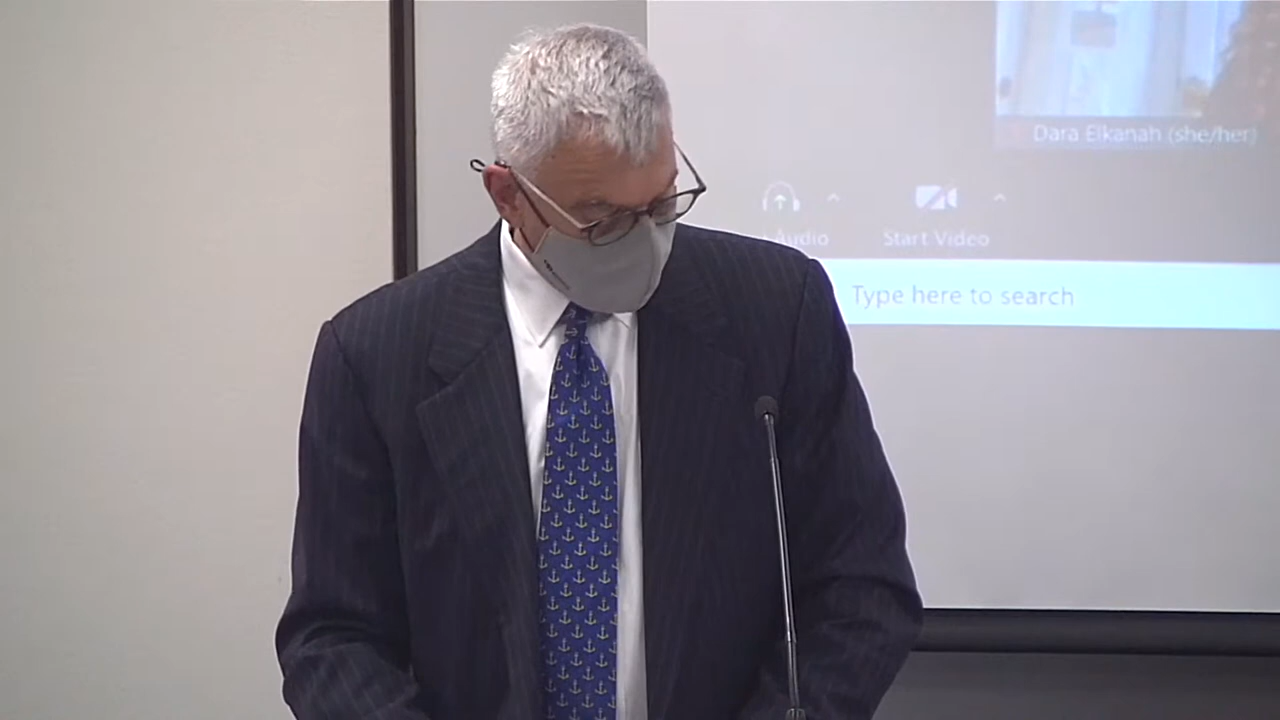 Dara Elkanah (she/her)
Audio
Start Video
Type here to search